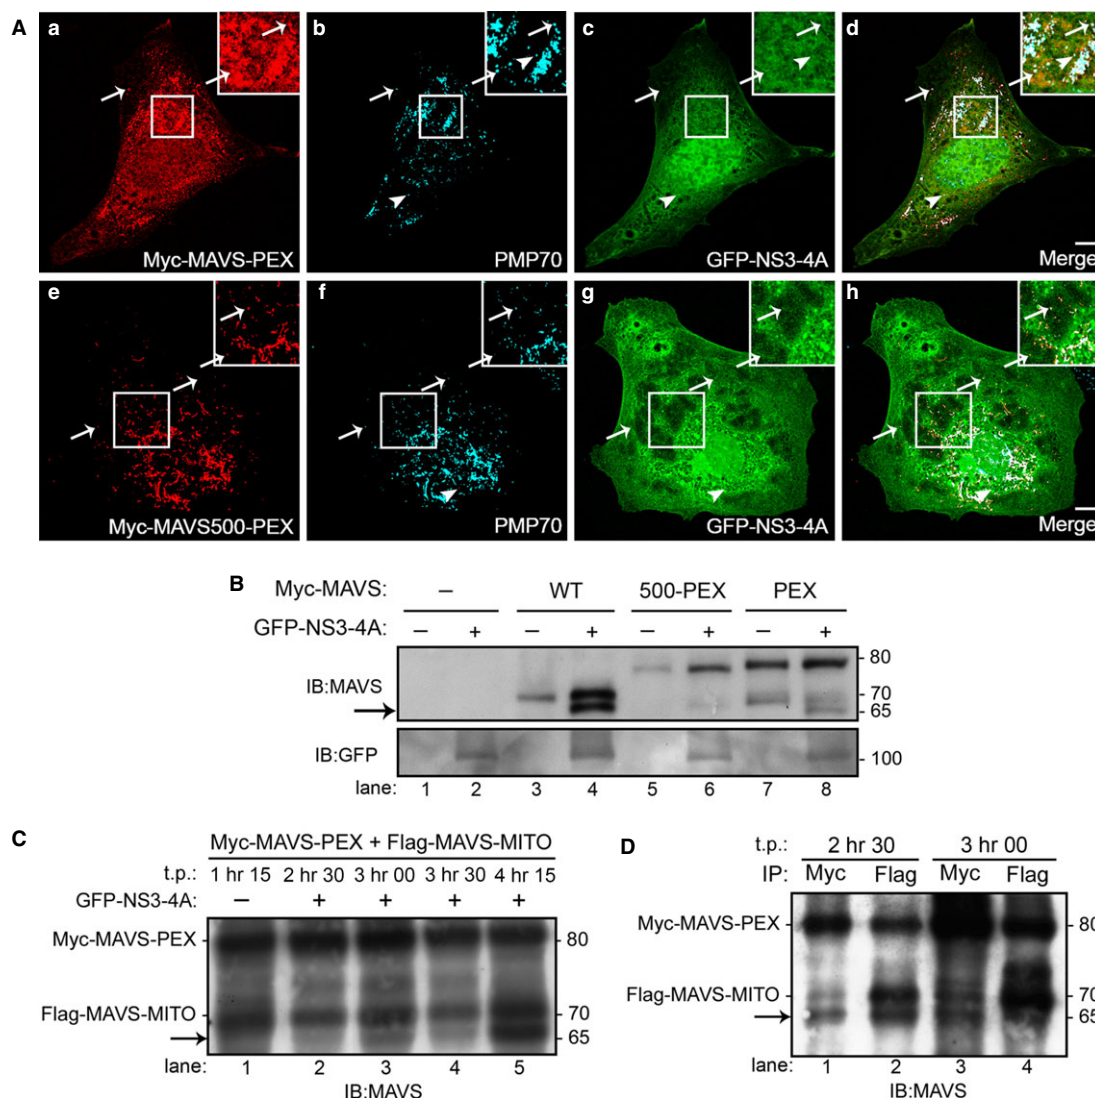 A
a b c d
Myc-MAVS-PEX PMP70 GFP-NS3-4A Merge
e f g h
Myc-MAVS500-PEX PMP70 GFP-NS3-4A Merge
B
Myc-MAVS: – WT 500-PEX PEX
GFP-NS3-4A: – + – + – + – +
IB:MAVS
80
70
65
IB:GFP
100
lane: 1 2 3 4 5 6 7 8
C
Myc-MAVS-PEX + Flag-MAVS-MITO
t.p.: 1 hr 15 2 hr 30 3 hr 00 3 hr 30 4 hr 15
GFP-NS3-4A: – + + + +
Myc-MAVS-PEX 80
Flag-MAVS-MITO 70
65
lane: 1 2 3 4 5
IB:MAVS
D
t.p.: 2 hr 30 3 hr 00
IP: Myc Flag Myc Flag
Myc-MAVS-PEX 80
Flag-MAVS-MITO 70
65
lane: 1 2 3 4
IB:MAVS